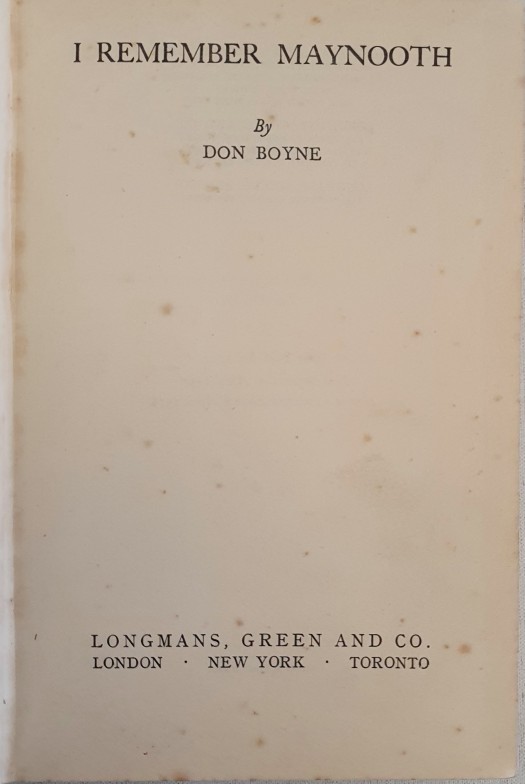 I REMEMBER MAYNOOTH
By
DON BOYNE
LONGMANS, GREEN AND CO.
LONDON · NEW YORK · TORONTO